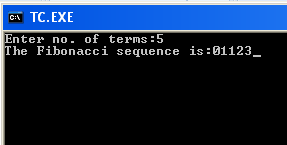 TC.EXE
Enter no. of terms:5
The Fibonacci sequence is:01123_